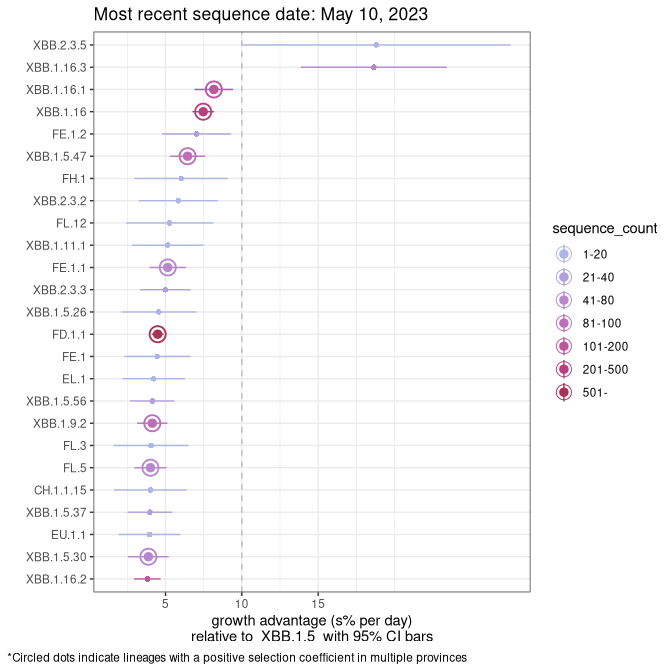 Most recent sequence date: May 10, 2023
XBB.2.3.5
XBB.1.16.3
XBB.1.16.1
XBB.1.16
FE.1.2
XBB.1.5.47
FH.1
XBB.2.3.2
FL.12
XBB.1.11.1
FE.1.1
XBB.2.3.3
XBB.1.5.26
FD.1.1
FE.1
EL.1
XBB.1.5.56
XBB.1.9.2
FL.3
FL.5
CH.1.1.15
XBB.1.5.37
EU.1.1
XBB.1.5.30
XBB.1.16.2
5 10 15
growth advantage (s% per day)
relative to XBB.1.5 with 95% CI bars
sequence_count
1-20
21-40
41-80
81-100
101-200
201-500
501-
*Circled dots indicate lineages with a positive selection coefficient in multiple provinces